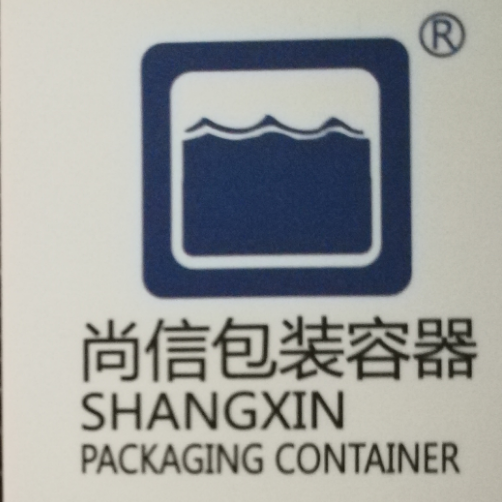 ®
尚信包装容器
SHANGXIN
PACKAGING CONTAINER